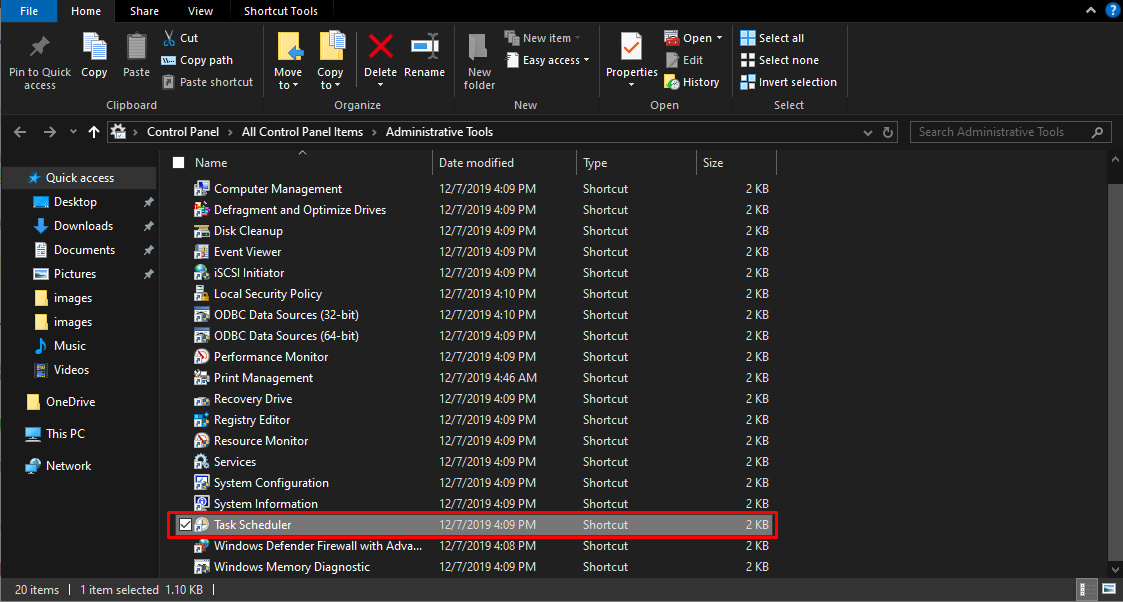 File Home Share View Shortcut Tools
Pin to Quick access
Copy
Paste
Cut
Copy path
Paste shortcut
Clipboard
Move to
Copy to
Delete
Rename
Organize
New folder
New item
Easy access
New
Properties
Open
Edit
History
Open
Select all
Select none
Invert selection
Select
Control Panel All Control Panel Items Administrative Tools
Search Administrative Tools
Quick access
Desktop
Downloads
Documents
Pictures
images
images
Music
Videos
OneDrive
This PC
Network
Name Date modified Type Size
Computer Management 12/7/2019 4:09 PM Shortcut 2 KB
Defragment and Optimize Drives 12/7/2019 4:09 PM Shortcut 2 KB
Disk Cleanup 12/7/2019 4:09 PM Shortcut 2 KB
Event Viewer 12/7/2019 4:09 PM Shortcut 2 KB
iSCSI Initiator 12/7/2019 4:09 PM Shortcut 2 KB
Local Security Policy 12/7/2019 4:10 PM Shortcut 2 KB
ODBC Data Sources (32-bit) 12/7/2019 4:10 PM Shortcut 2 KB
ODBC Data Sources (64-bit) 12/7/2019 4:09 PM Shortcut 2 KB
Performance Monitor 12/7/2019 4:09 PM Shortcut 2 KB
Print Management 12/7/2019 4:46 AM Shortcut 2 KB
Recovery Drive 12/7/2019 4:09 PM Shortcut 2 KB
Registry Editor 12/7/2019 4:09 PM Shortcut 2 KB
Resource Monitor 12/7/2019 4:09 PM Shortcut 2 KB
Services 12/7/2019 4:09 PM Shortcut 2 KB
System Configuration 12/7/2019 4:09 PM Shortcut 2 KB
System Information 12/7/2019 4:09 PM Shortcut 2 KB
Task Scheduler 12/7/2019 4:09 PM Shortcut 2 KB
Windows Defender Firewall with Adva... 12/7/2019 4:08 PM Shortcut 2 KB
Windows Memory Diagnostic 12/7/2019 4:09 PM Shortcut 2 KB
20 items 1 item selected 1.10 KB